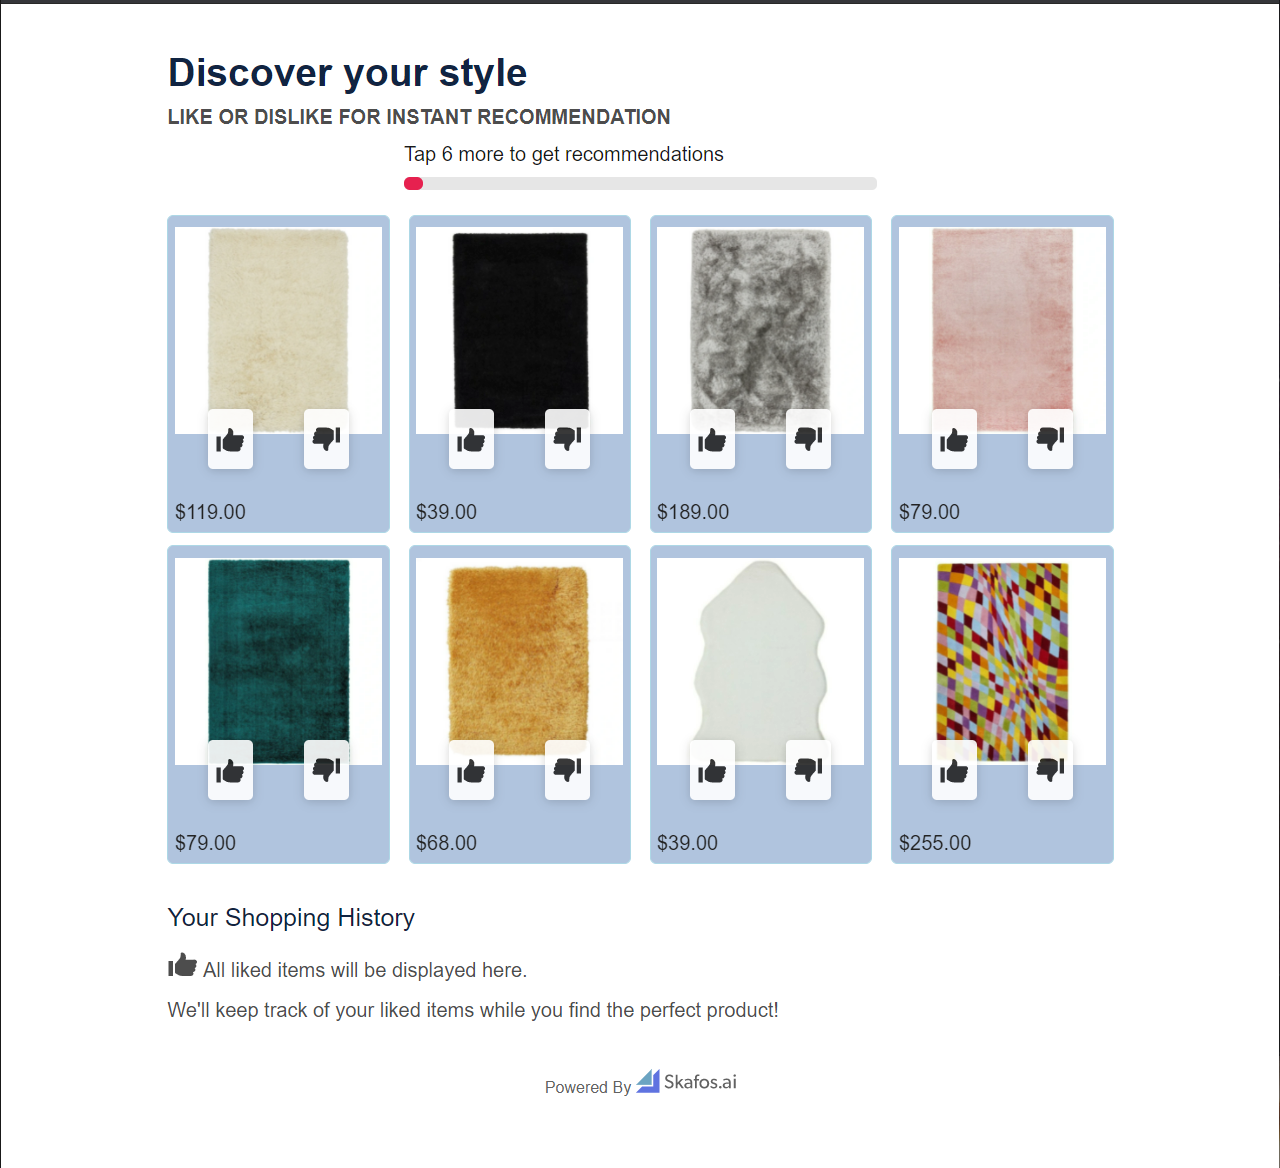 Discover your style
LIKE OR DISLIKE FOR INSTANT RECOMMENDATION
Tap 6 more to get recommendations
$119.00
$39.00
$189.00
$79.00
$79.00
$68.00
$39.00
$255.00
Your Shopping History
All liked items will be displayed here.
We'll keep track of your liked items while you find the perfect product!
Powered By Skafos.ai